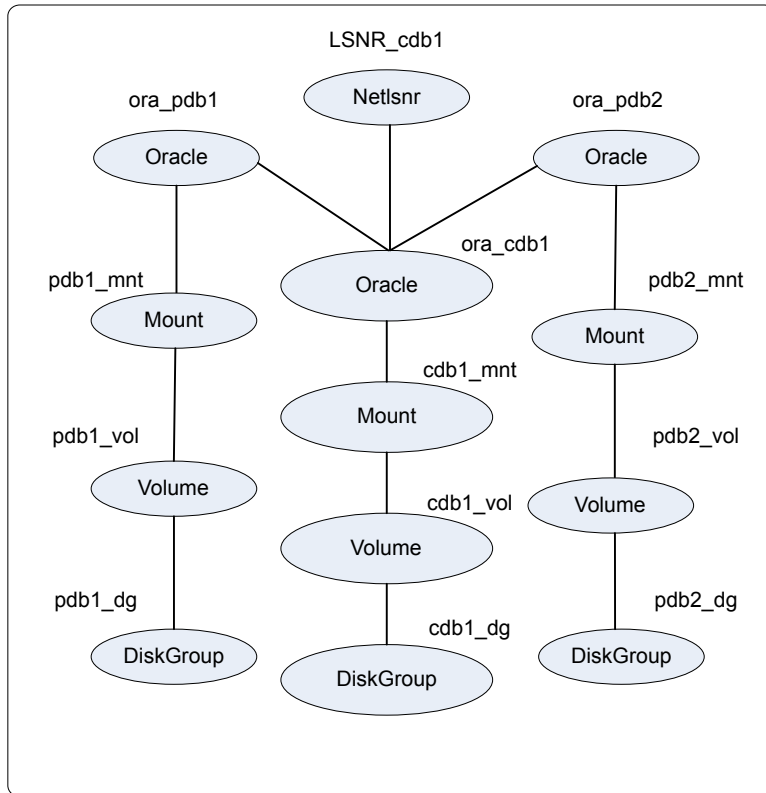 LSNR_cdb1
Netlsnr
ora_pdb1
ora_pdb2
Oracle
Oracle
ora_cdb1
Oracle
pdb1_mnt
Mount
pdb2_mnt
Mount
cdb1_mnt
Mount
pdb1_vol
Volume
pdb2_vol
Volume
cdb1_vol
Volume
pdb1_dg
DiskGroup
pdb2_dg
DiskGroup
cdb1_dg
DiskGroup